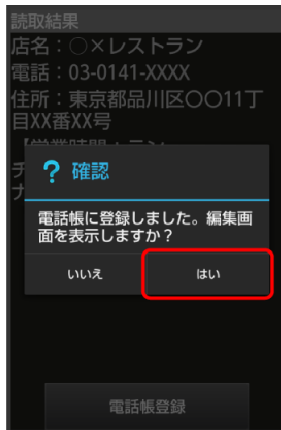 読取結果
店名：○×レストラン
電話：03-0141-XXXX
住所：東京都品川区○○11丁
目XX番XX号
? 確認
電話帳に登録しました。編集画
面を表示しますか？
いいえ
はい
電話帳登録